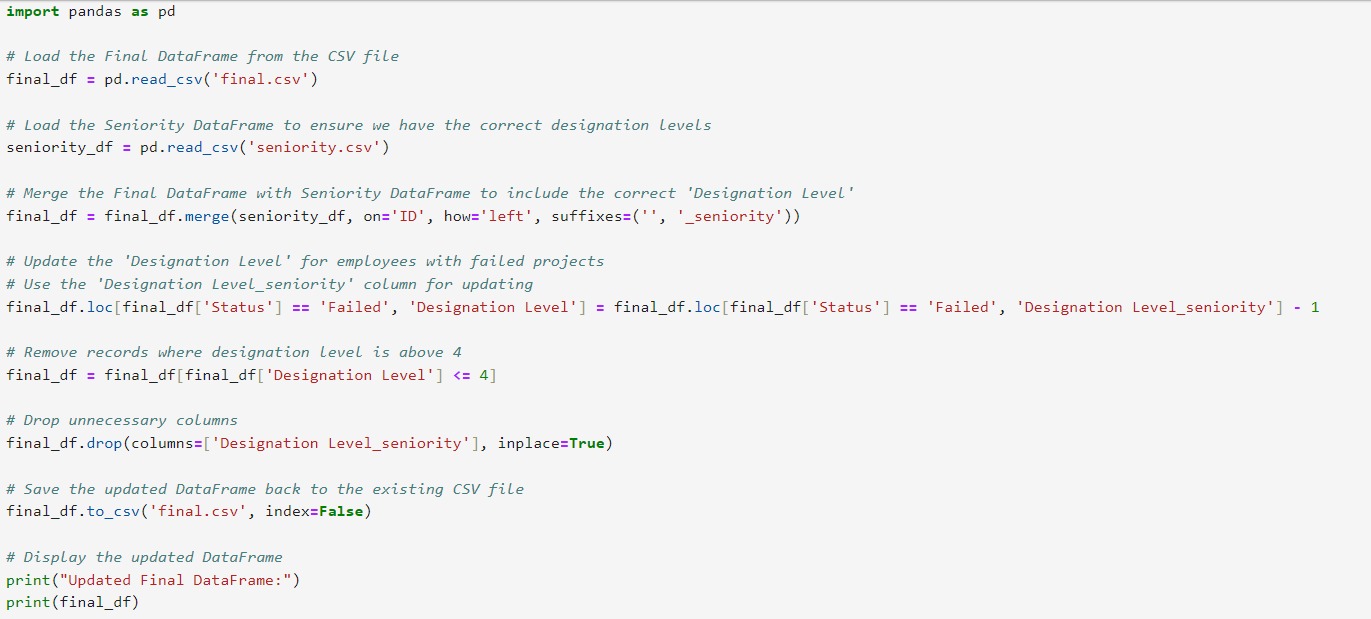 import pandas as pd
# Load the Final DataFrame from the CSV file
final_df = pd.read_csv('final.csv')
# Load the Seniority DataFrame to ensure we have the correct designation levels
seniority_df = pd.read_csv('seniority.csv')
# Merge the Final DataFrame with Seniority DataFrame to include the correct 'Designation Level'
final_df = final_df.merge(seniority_df, on='ID', how='left', suffixes=('', '_seniority'))
# Update the 'Designation Level' for employees with failed projects
# Use the 'Designation Level_seniority' column for updating
final_df.loc[final_df['Status'] == 'Failed', 'Designation Level'] = final_df.loc[final_df['Status'] == 'Failed', 'Designation Level_seniority'] - 1
# Remove records where designation level is above 4
final_df = final_df[final_df['Designation Level'] <= 4]
# Drop unnecessary columns
final_df.drop(columns=['Designation Level_seniority'], inplace=True)
# Save the updated DataFrame back to the existing CSV file
final_df.to_csv('final.csv', index=False)
# Display the updated DataFrame
print("Updated Final DataFrame:")
print(final_df)